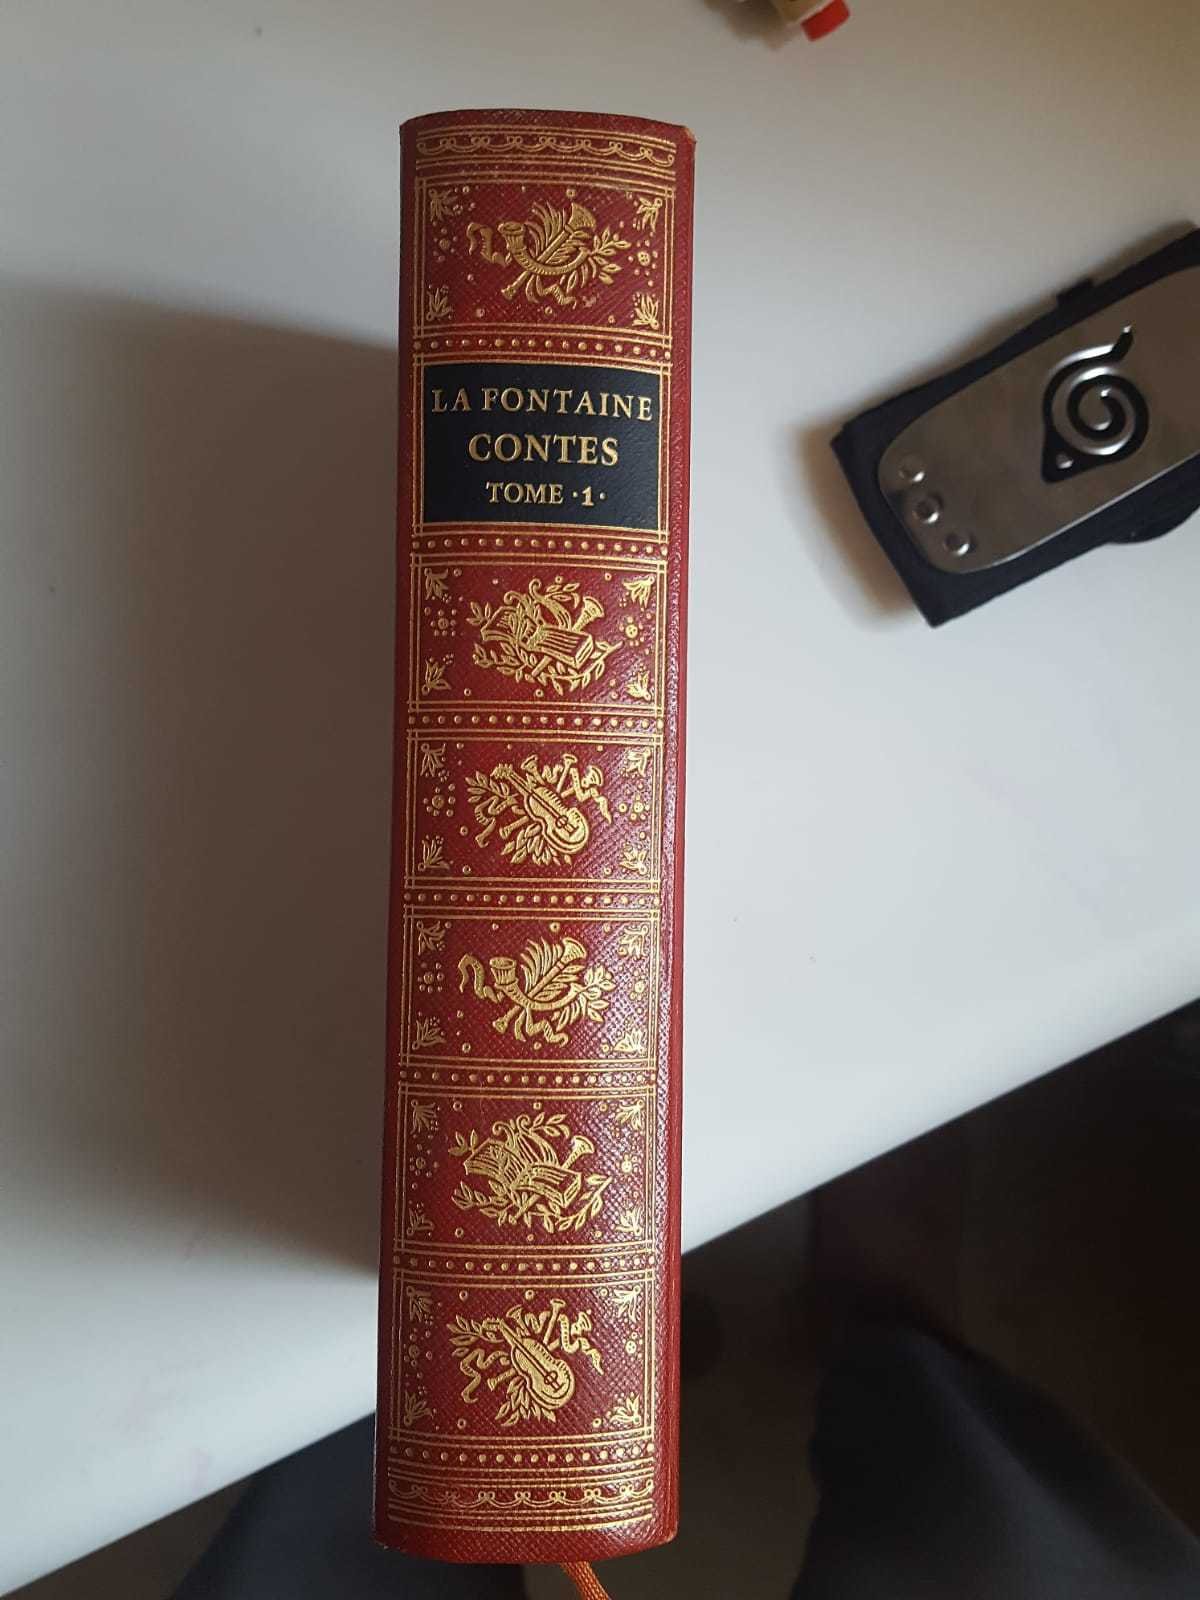 LA FONTAINE
CONTES
TOME ·1·